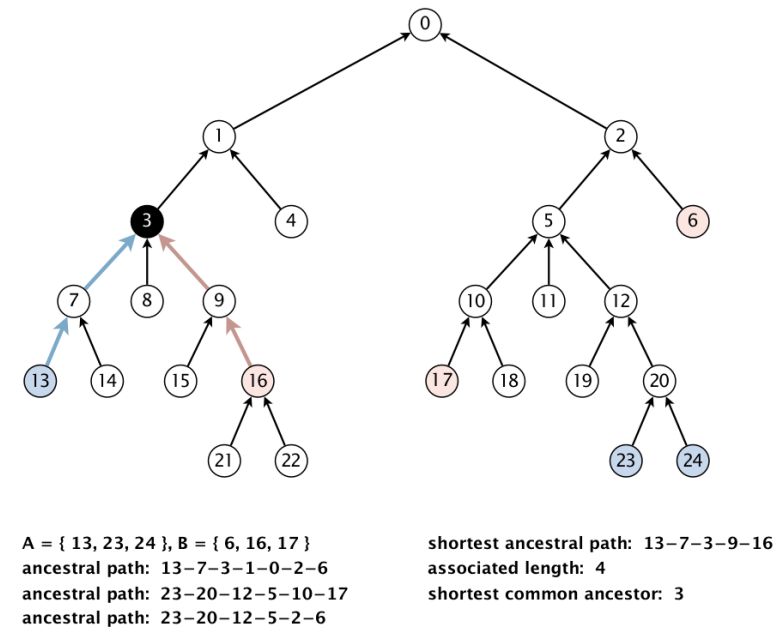 0
1 2
3 4 5 6
7 8 9 10 11 12
13 14 15 16 17 18 19 20
21 22 23 24
A = { 13, 23, 24 }, B = { 6, 16, 17 }
ancestral path: 13–7–3–1–0–2–6
ancestral path: 23–20–12–5–10–17
ancestral path: 23–20–12–5–2–6
shortest ancestral path: 13–7–3–9–16
associated length: 4
shortest common ancestor: 3